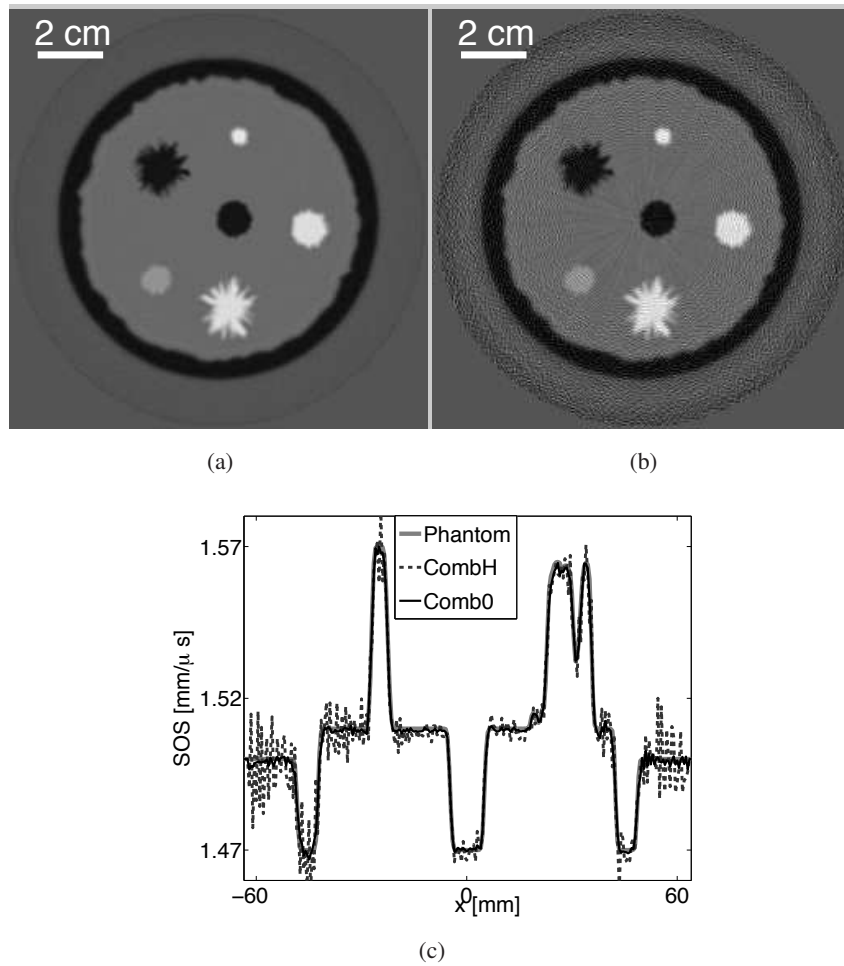 2 cm
2 cm
(a)
(b)
Phantom
CombH
Comb0
SOS [mm/μ s]
1.57
1.52
1.47
−60
0
60
x [mm]
(c)